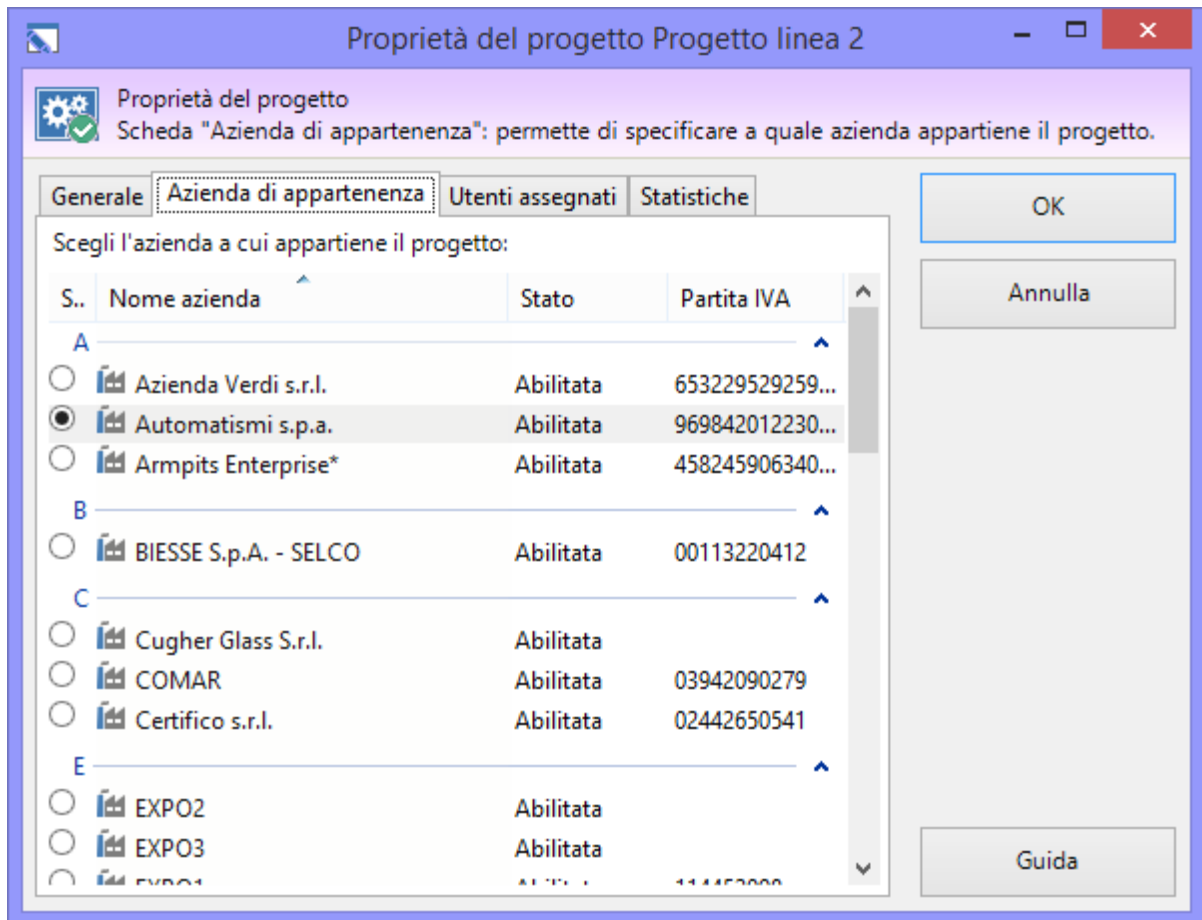 Proprietà del progetto Progetto linea 2
Proprietà del progetto
Scheda "Azienda di appartenenza": permette di specificare a quale azienda appartiene il progetto.
Generale Azienda di appartenenza Utenti assegnati Statistiche
OK
Scegli l'azienda a cui appartiene il progetto:
Annulla
S.. Nome azienda Stato Partita IVA
A
Azienda Verdi s.r.l. Abilitata 653229529259...
Automatismi s.p.a. Abilitata 969842012230...
Armpits Enterprise* Abilitata 458245906340...
B
BIESSE S.p.A. - SELCO Abilitata 00113220412
C
Cugher Glass S.r.l. Abilitata
COMAR Abilitata 03942090279
Certifico s.r.l. Abilitata 02442650541
E
EXPO2 Abilitata
EXPO3 Abilitata
Guida